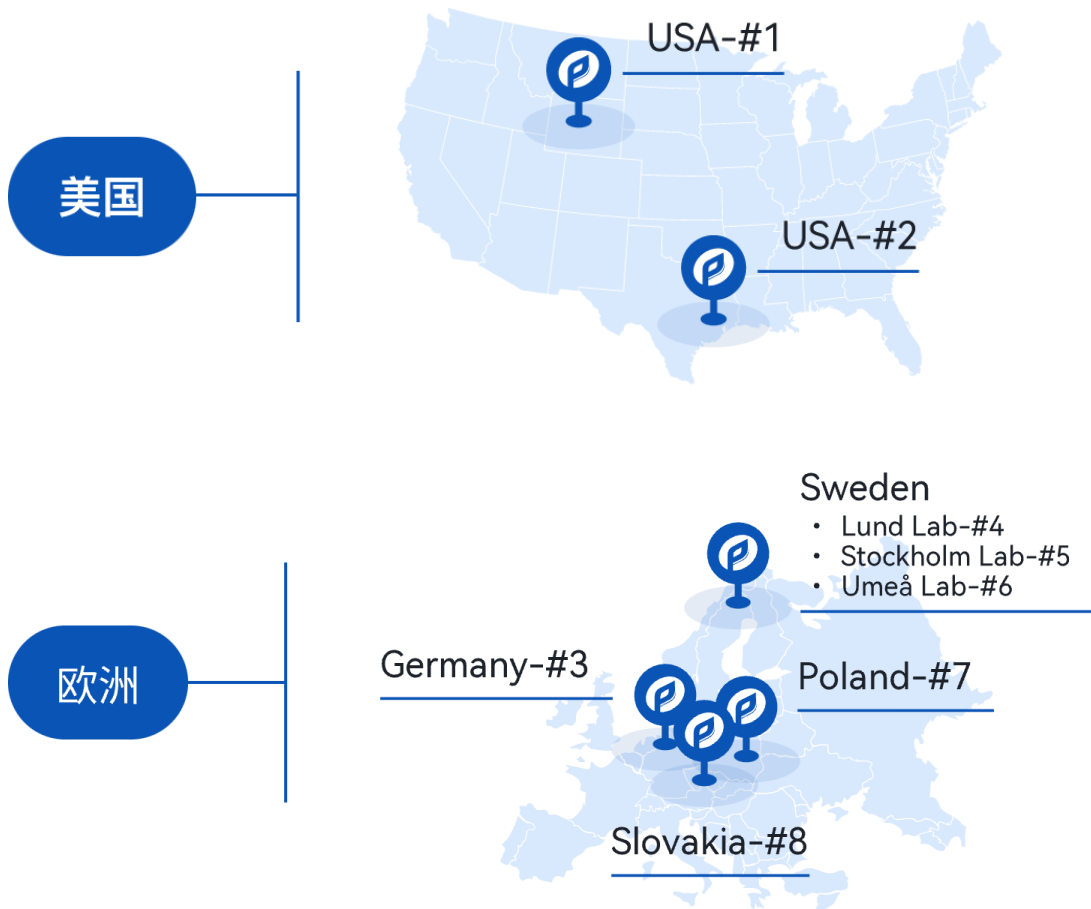 美国
USA-#1
USA-#2
欧洲
Sweden
• Lund Lab-#4
• Stockholm Lab-#5
• Umeå Lab-#6
Germany-#3
Poland-#7
Slovakia-#8